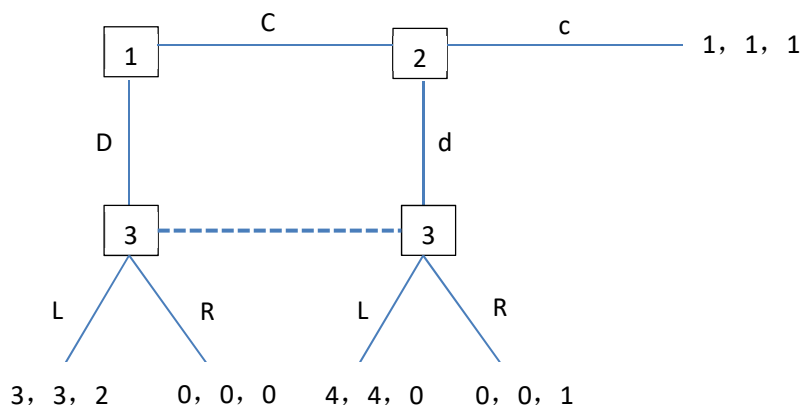 C
c
1
2
1, 1, 1
D
d
3
3
L
R
L
R
3, 3, 2
0, 0, 0
4, 4, 0
0, 0, 1